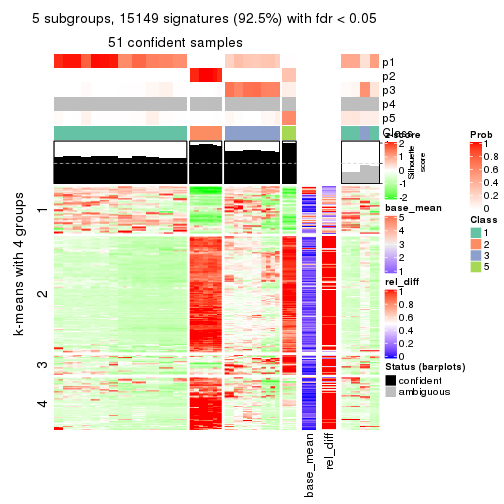 5 subgroups, 15149 signatures (92.5%) with fdr < 0.05
51 confident samples
p1
p2
p3
p4
p5
Class
z-score
2
1
0
-1
-2
Silhouette
score
base_mean
5
4
3
2
1
rel_diff
1
0.8
0.6
0.4
0.2
0
Status (barplots)
confident
ambiguous
Prob
1
0.8
0.6
0.4
0.2
0
Class
1
2
3
5
k-means with 4 groups
1
2
3
4
base_mean
rel_diff